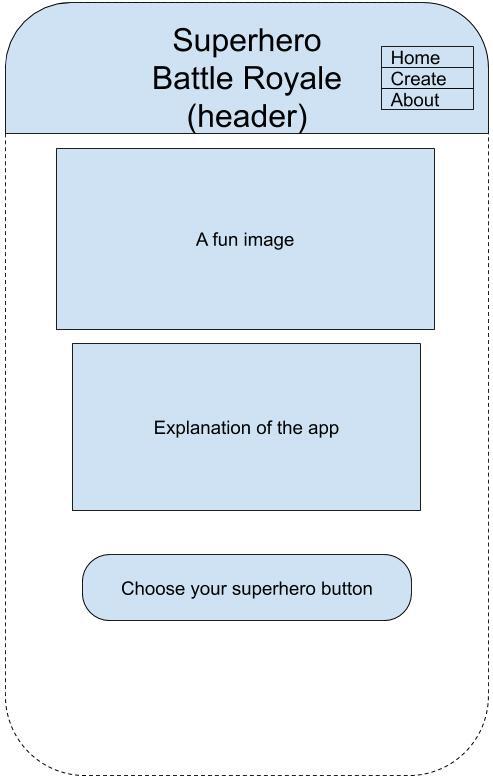 Superhero
Battle Royale
(header)
Home
Create
About
A fun image
Explanation of the app
Choose your superhero button